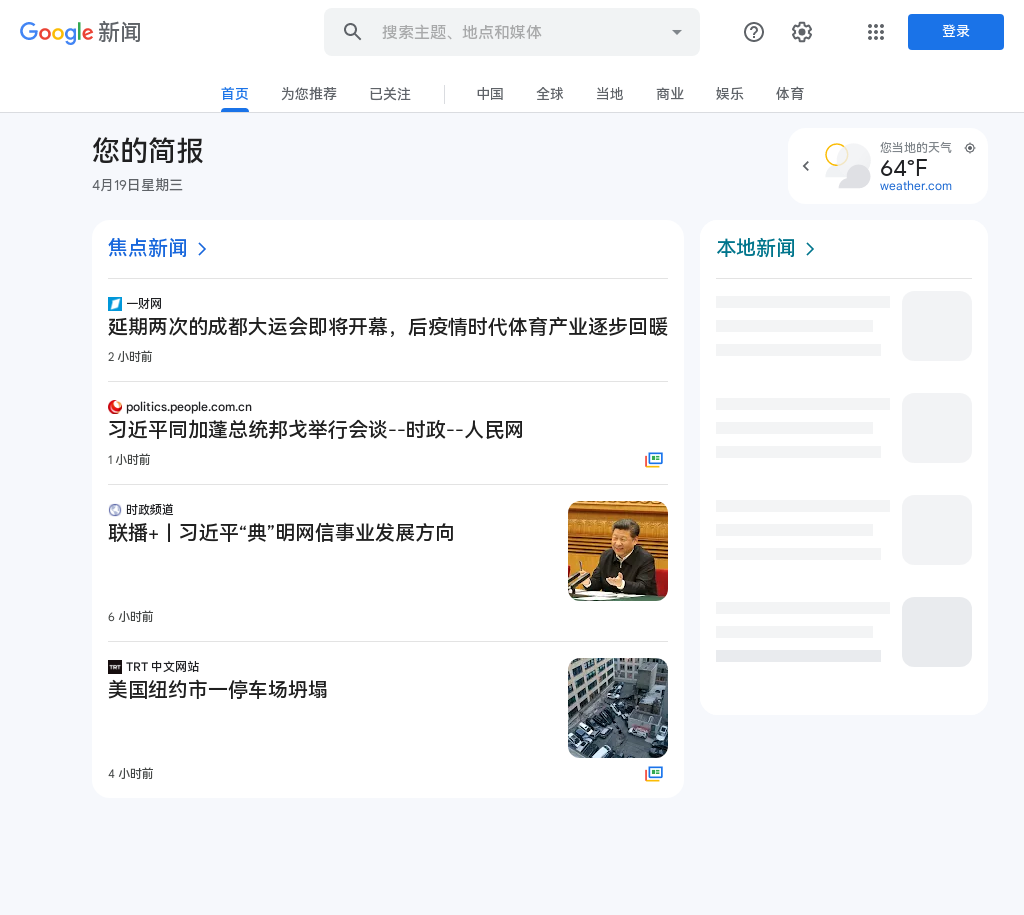 Google 新闻
搜索主题、地点和媒体
登录
首页 为您推荐 已关注 中国 全球 当地 商业 娱乐 体育
您的简报
4月19日星期三
您当地的天气
64°F
weather.com
焦点新闻
一财网
延期两次的成都大运会即将开幕，后疫情时代体育产业逐步回暖
2 小时前
politics.people.com.cn
习近平同加蓬总统邦戈举行会谈--时政--人民网
1 小时前
时政频道
联播+丨习近平“典”明网信事业发展方向
6 小时前
TRT
TRT 中文网站
美国纽约市一停车场坍塌
4 小时前
本地新闻